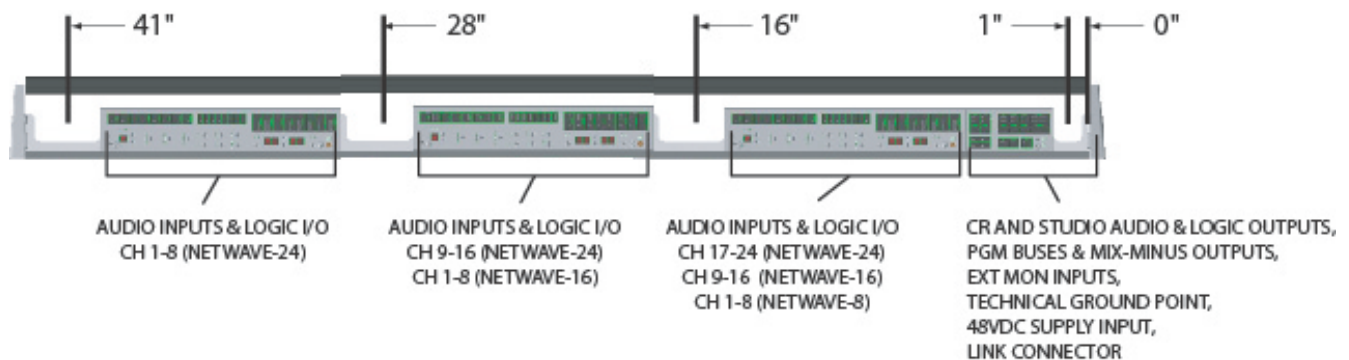 41" 28" 16" 1" 0"
AUDIO INPUTS & LOGIC I/O
CH 1-8 (NETWAVE-24)
AUDIO INPUTS & LOGIC I/O
CH 9-16 (NETWAVE-24)
CH 1-8 (NETWAVE-16)
AUDIO INPUTS & LOGIC I/O
CH 17-24 (NETWAVE-24)
CH 9-16 (NETWAVE-16)
CH 1-8 (NETWAVE-8)
CR AND STUDIO AUDIO & LOGIC OUTPUTS,
PGM BUSES & MIX-MINUS OUTPUTS,
EXT MON INPUTS,
TECHNICAL GROUND POINT,
48VDC SUPPLY INPUT,
LINK CONNECTOR